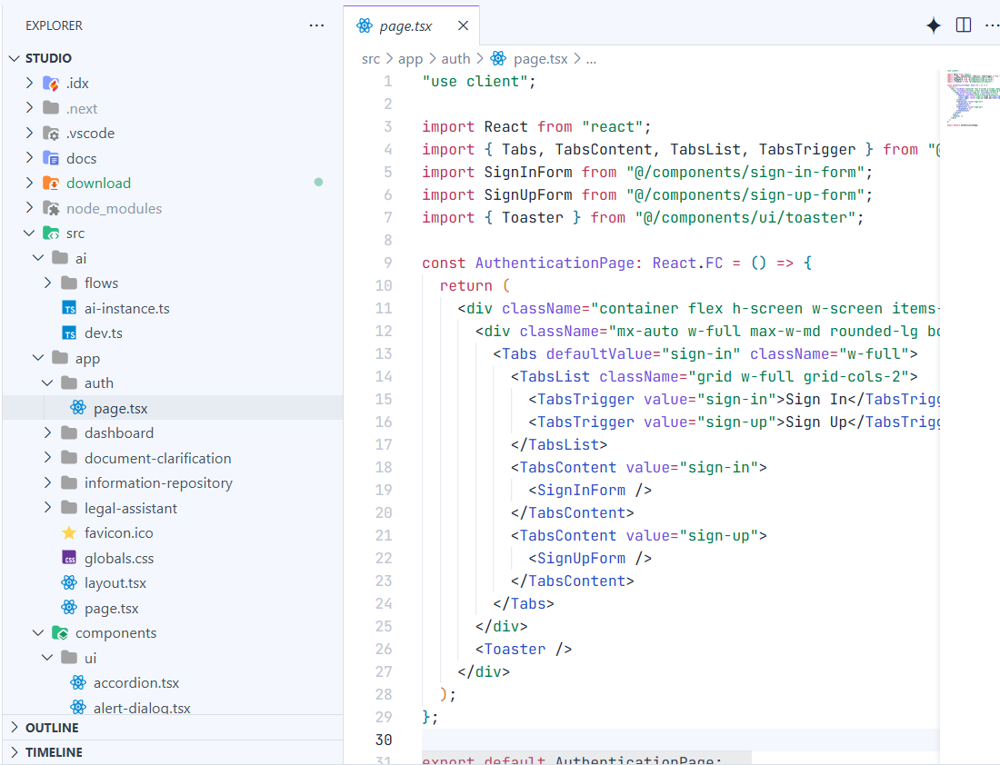 EXPLORER ...
STUDIO
.idx
.next
.vscode
docs
download
node_modules
src
ai
flows
TS ai-instance.ts
TS dev.ts
app
auth
page.tsx
dashboard
document-clarification
information-repository
legal-assistant
favicon.ico
CSS globals.css
layout.tsx
page.tsx
components
ui
accordion.tsx
alert-dialog.tsx
OUTLINE
TIMELINE
page.tsx
src > app > auth > page.tsx > ...
1 "use client";
2
3 import React from "react";
4 import { Tabs, TabsContent, TabsList, TabsTrigger } from "@
5 import SignInForm from "@/components/sign-in-form";
6 import SignUpForm from "@/components/sign-up-form";
7 import { Toaster } from "@/components/ui/toaster";
8
9 const AuthenticationPage: React.FC = () => {
10 return (
11 <div className="container flex h-screen w-screen items-
12 <div className="mx-auto w-full max-w-md rounded-lg bo
13 <Tabs defaultValue="sign-in" className="w-full">
14 <TabsList className="grid w-full grid-cols-2">
15 <TabsTrigger value="sign-in">Sign In</TabsTrigg
16 <TabsTrigger value="sign-up">Sign Up</TabsTrigg
17 </TabsList>
18 <TabsContent value="sign-in">
19 <SignInForm />
20 </TabsContent>
21 <TabsContent value="sign-up">
22 <SignUpForm />
23 </TabsContent>
24 </Tabs>
25 </div>
26 <Toaster />
27 </div>
28 );
29 };
30
31 export default AuthenticationPage;